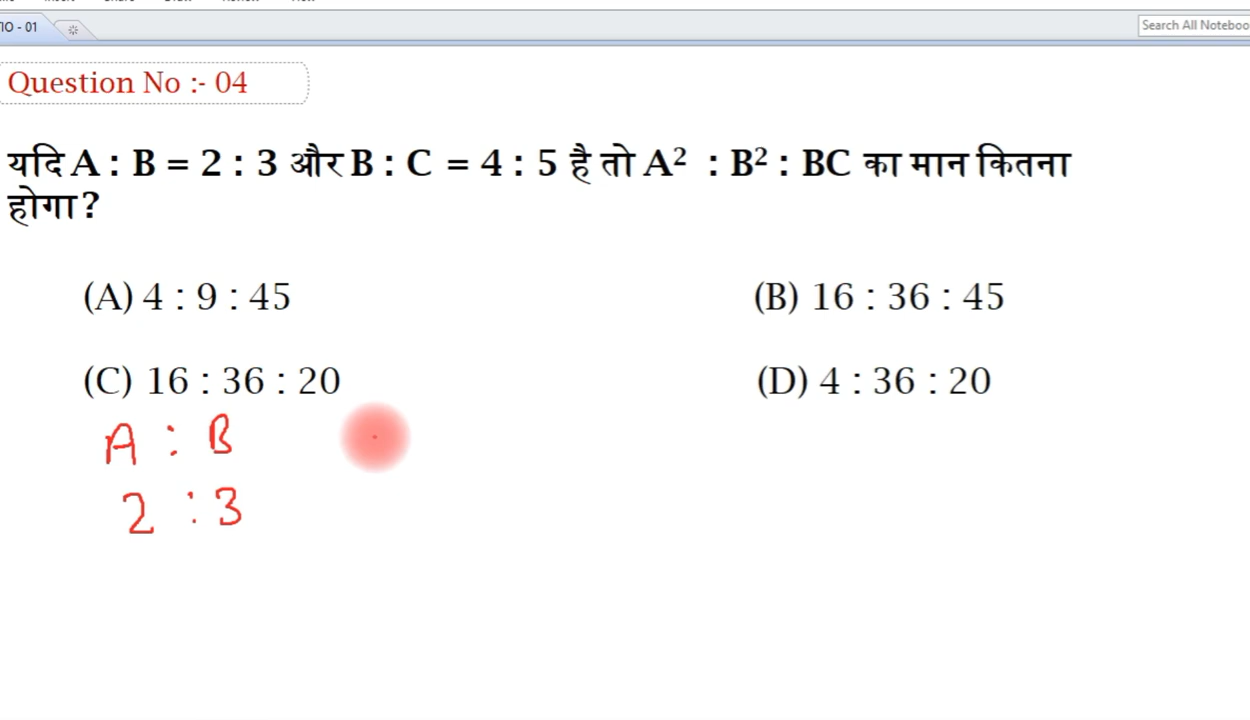 IO - 01
Search All Noteboo
Question No :- 04
यदि A : B = 2 : 3 और B : C = 4 : 5 है तो A² : B² : BC का मान कितना
होगा?
(A) 4 : 9 : 45 (B) 16 : 36 : 45
(C) 16 : 36 : 20 (D) 4 : 36 : 20
A : B
2 : 3